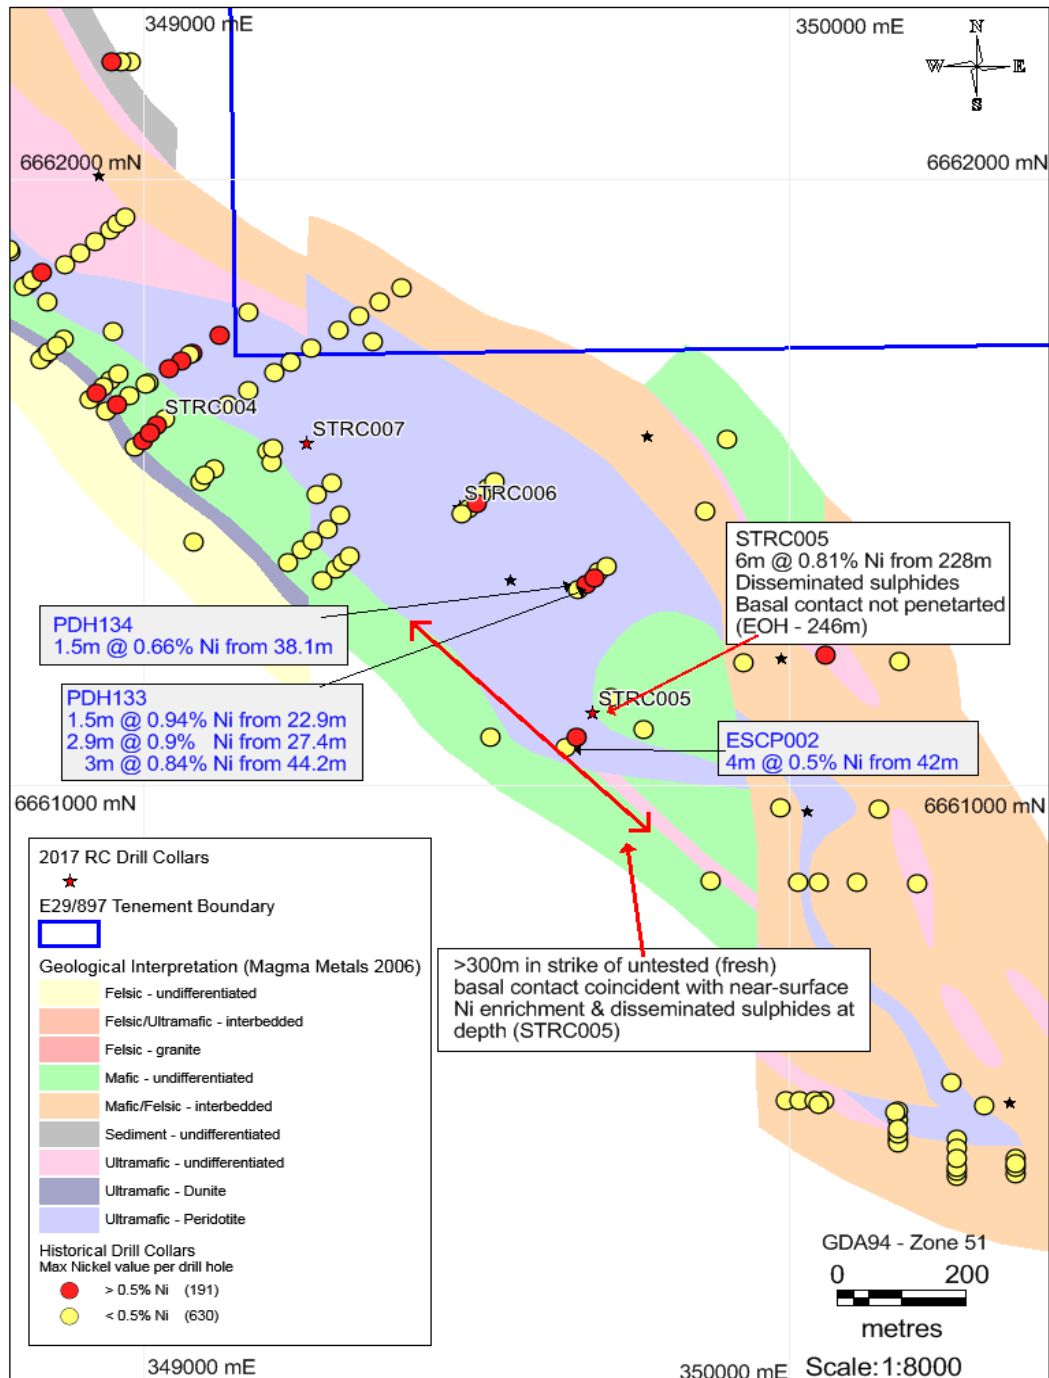 349000 mE
350000 mE
N
W
E
S
6662000 mN
6662000 mN
STRC004
STRC007
STRC006
STRC005
6m @ 0.81% Ni from 228m
Disseminated sulphides
Basal contact not penetarted
(EOH - 246m)
PDH134
1.5m @ 0.66% Ni from 38.1m
PDH133
1.5m @ 0.94% Ni from 22.9m
2.9m @ 0.9% Ni from 27.4m
3m @ 0.84% Ni from 44.2m
STRC005
ESCP002
4m @ 0.5% Ni from 42m
6661000 mN
6661000 mN
2017 RC Drill Collars
E29/897 Tenement Boundary
Geological Interpretation (Magma Metals 2006)
Felsic - undifferentiated
Felsic/Ultramafic - interbedded
Felsic - granite
Mafic - undifferentiated
Mafic/Felsic - interbedded
Sediment - undifferentiated
Ultramafic - undifferentiated
Ultramafic - Dunite
Ultramafic - Peridotite
Historical Drill Collars
Max Nickel value per drill hole
> 0.5% Ni (191)
< 0.5% Ni (630)
>300m in strike of untested (fresh)
basal contact coincident with near-surface
Ni enrichment & disseminated sulphides at
depth (STRC005)
GDA94 - Zone 51
0 200
metres
Scale:1:8000
349000 mE
350000 mE